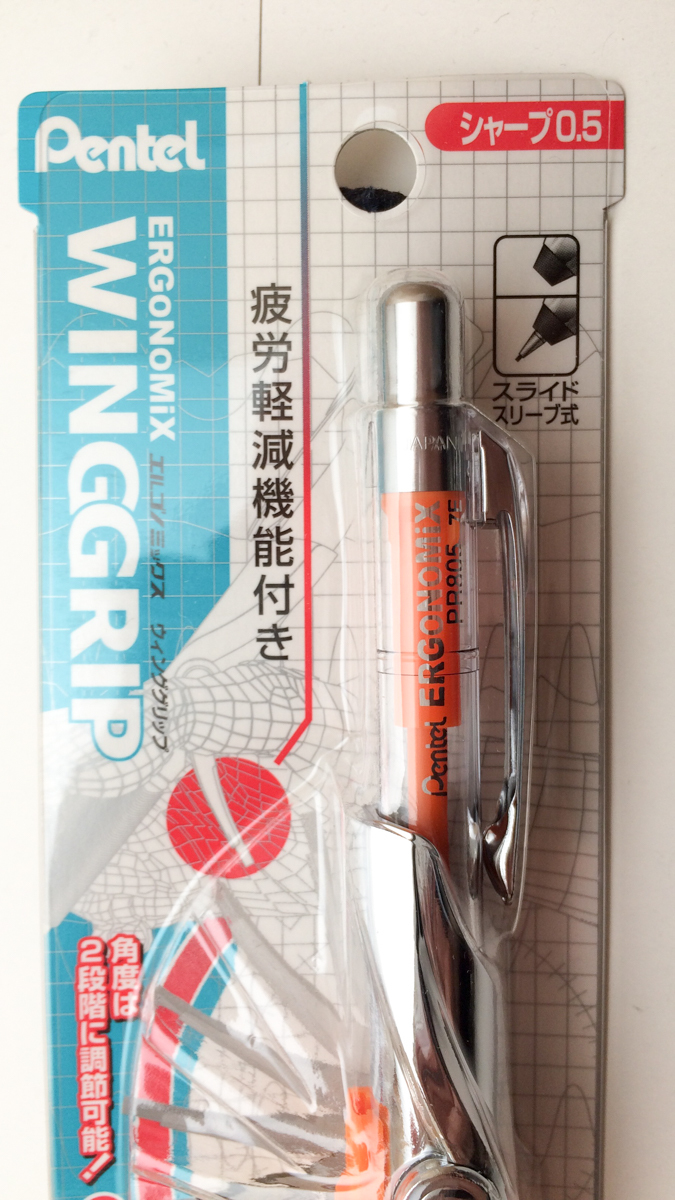 Pentel
シャープ0.5
ERGONOMiX
WINGGRIP
エルゴノミックス ウィンググリップ
疲労軽減機能付き
スライド
スリーブ式
APAN
Pentel ERGONOMiX
角度は
2段階に調節可能!